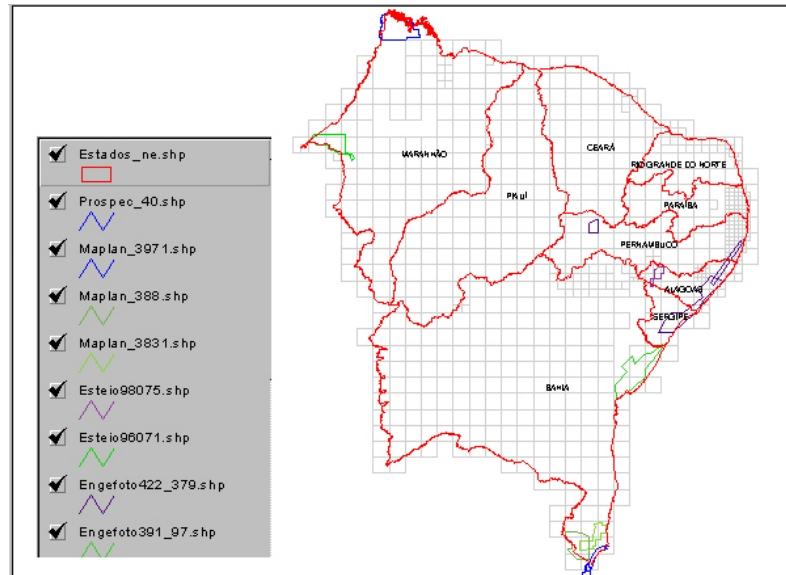 Estados_ne.shp
Prospec_40.shp
Maplan_3971.shp
Maplan_388.shp
Maplan_3831.shp
Esteio98075.shp
Esteio96071.shp
Engefoto422_379.shp
Engefoto391_97.shp
MARANHÃO
CEARÁ
RIO GRANDE DO NORTE
PIAUÍ
PARAÍBA
PERNAMBUCO
ALAGOAS
SERGIPE
BAHIA